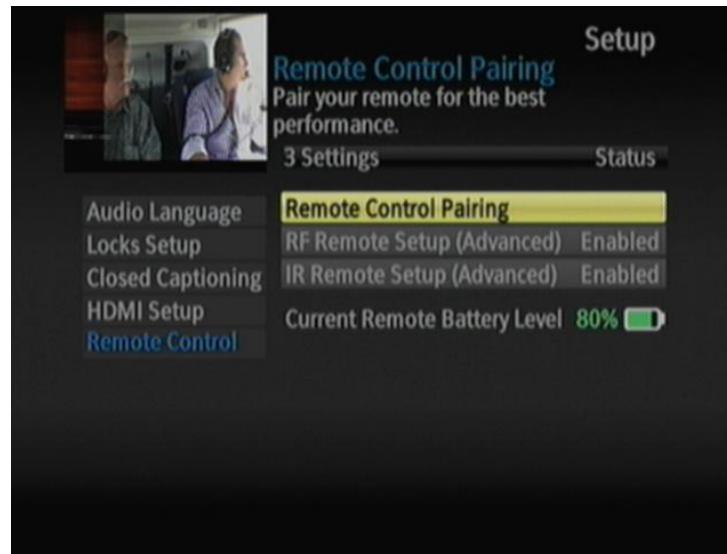 Setup
Remote Control Pairing
Pair your remote for the best
performance.
3 Settings Status
Audio Language
Locks Setup
Closed Captioning
HDMI Setup
Remote Control
Remote Control Pairing
RF Remote Setup (Advanced) Enabled
IR Remote Setup (Advanced) Enabled
Current Remote Battery Level 80%